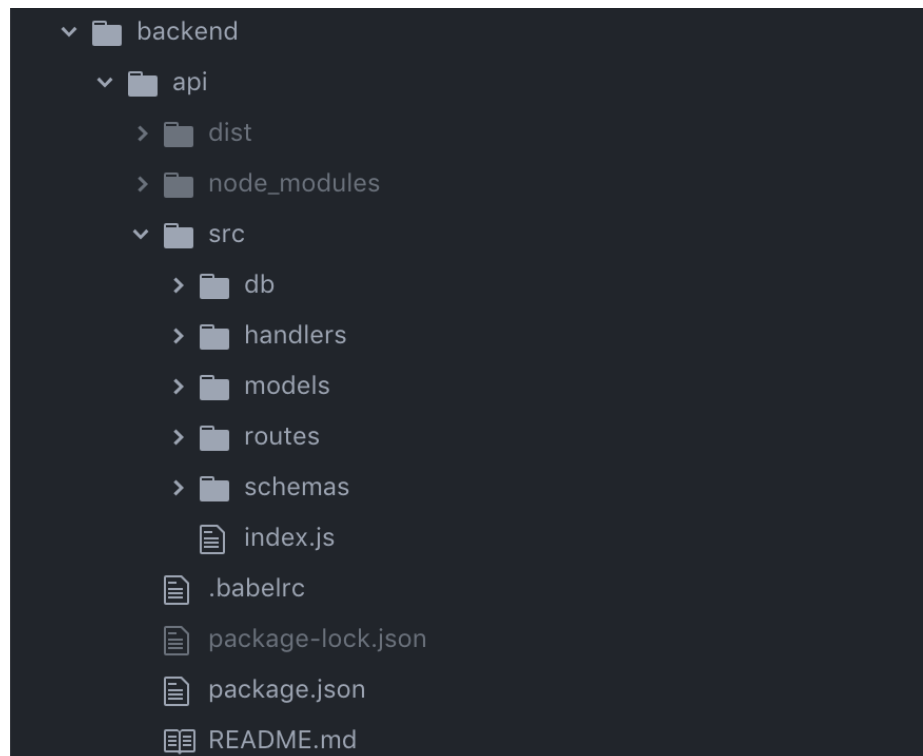 backend
api
dist
node_modules
src
db
handlers
models
routes
schemas
index.js
.babelrc
package-lock.json
package.json
README.md